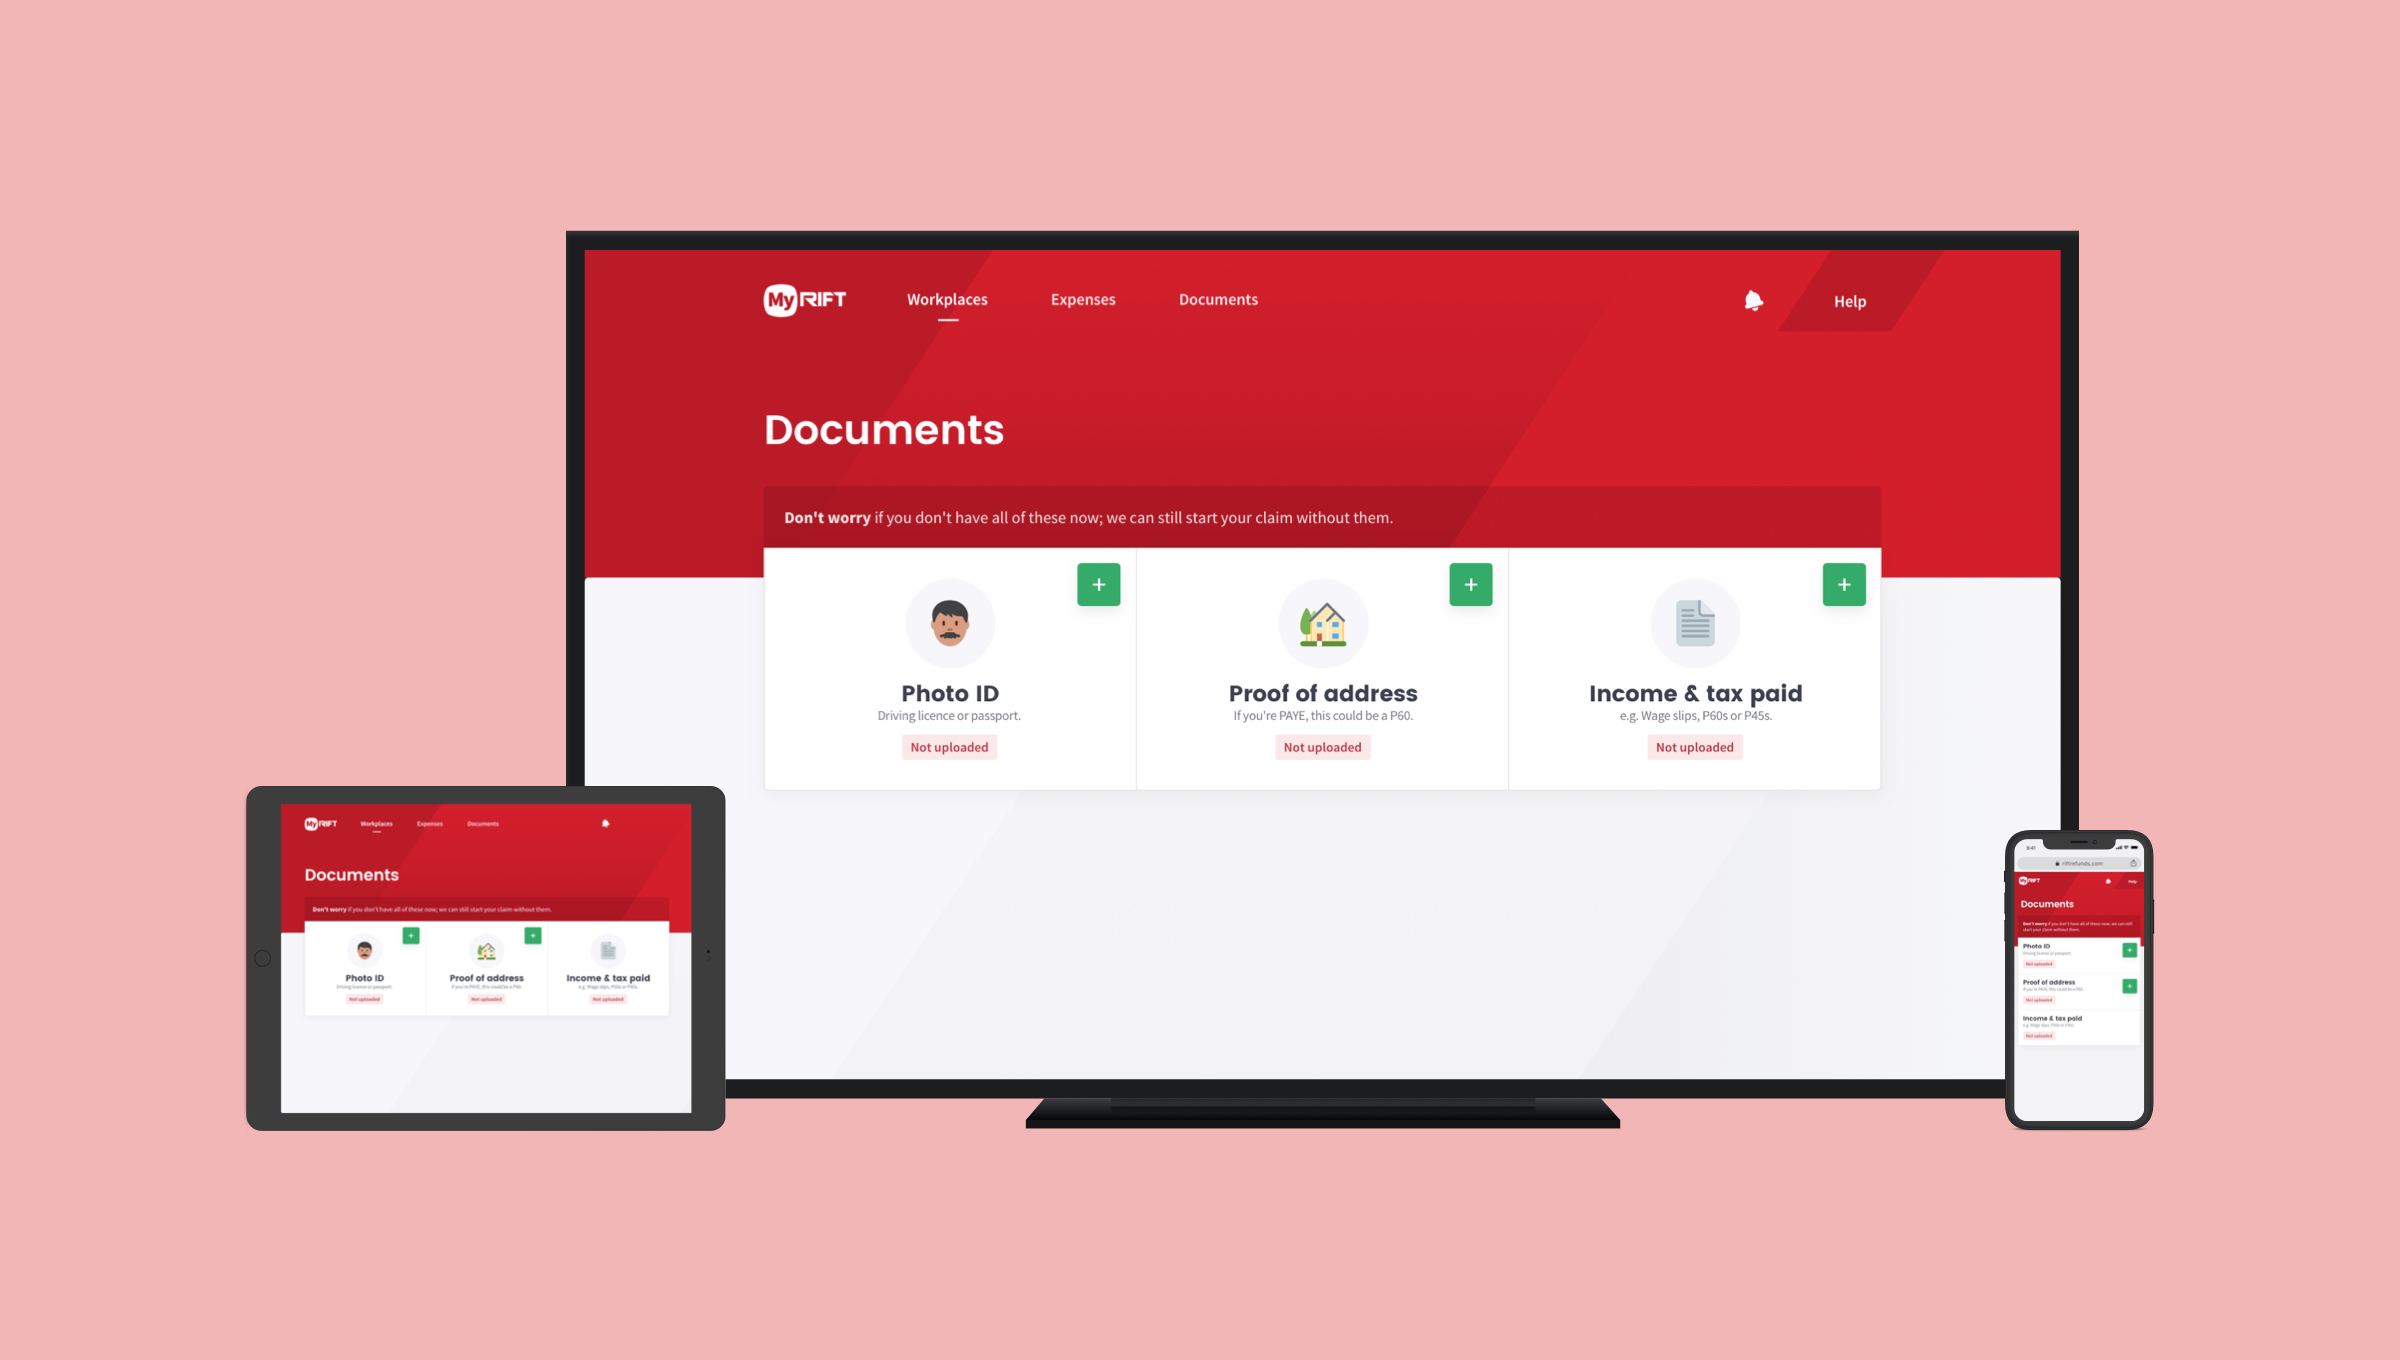 My RIFT Workplaces Expenses Documents Help
Documents
Don't worry if you don't have all of these now; we can still start your claim without them.
+ + +
Photo ID Proof of address Income & tax paid
Driving licence or passport. If you're PAYE, this could be a P60. e.g. Wage slips, P60s or P45s.
Not uploaded Not uploaded Not uploaded
My RIFT Workplaces Expenses Documents
Documents
Don't worry if you don't have all of these now; we can still start your claim without them.
+ +
Photo ID Proof of address Income & tax paid
Driving licence or passport. If you're PAYE, this could be a P60. e.g. Wage slips, P60s or P45s.
Not uploaded Not uploaded Not uploaded
9:41
riftrefunds.com
My RIFT Help
Documents
Don't worry if you don't have all of these now; we can still
start your claim without them.
Photo ID +
Driving licence or passport.
Not uploaded
Proof of address +
If you're PAYE, this could be a P60.
Not uploaded
Income & tax paid
e.g. Wage slips, P60s or P45s.
Not uploaded